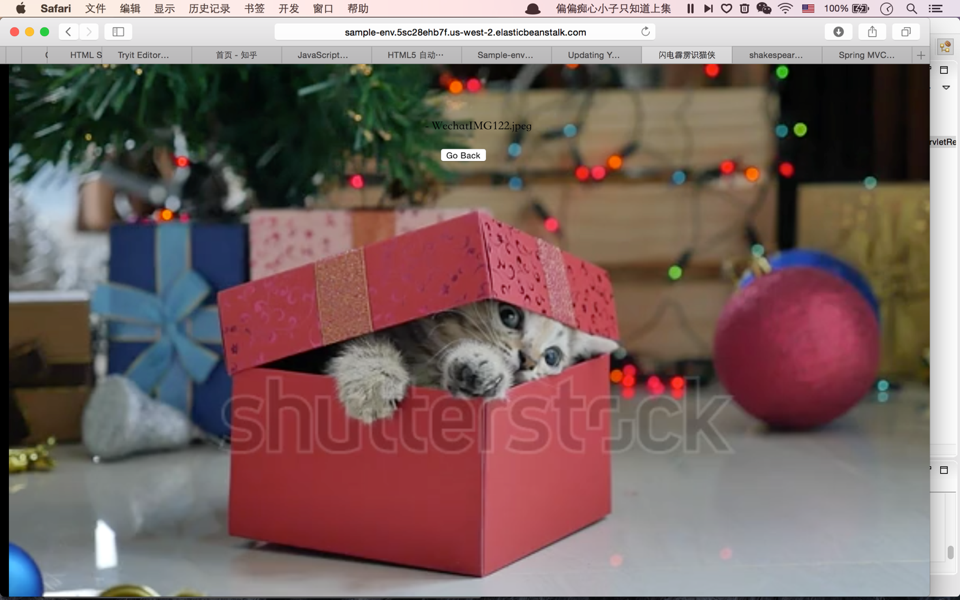 Safari 文件 编辑 显示 历史记录 书签 开发 窗口 帮助 偏偏痴心小子只知道上集 100%
sample-env.5sc28ehb7f.us-west-2.elasticbeanstalk.com
HTML S Tryit Editor… 首页 - 知乎 JavaScript… HTML5 自动… Sample-env… Updating Y… 闪电霹雳识猫侠 shakespear… Spring MVC…
- WechatIMG122.jpeg
Go Back
rvletRe
shutterstock